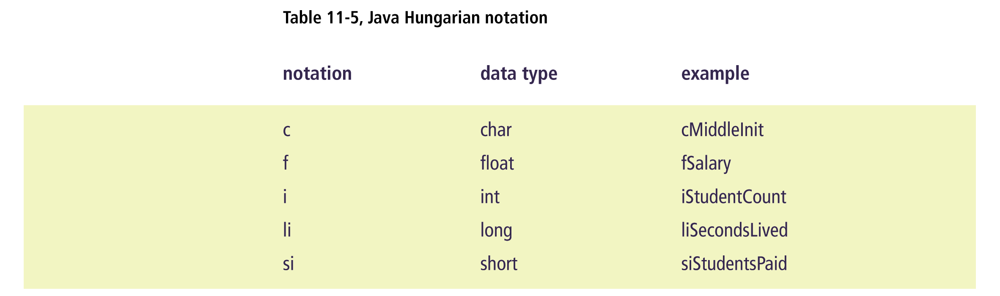 Table 11-5, Java Hungarian notation
notation data type example
c char cMiddleInit
f float fSalary
i int iStudentCount
li long liSecondsLived
si short siStudentsPaid